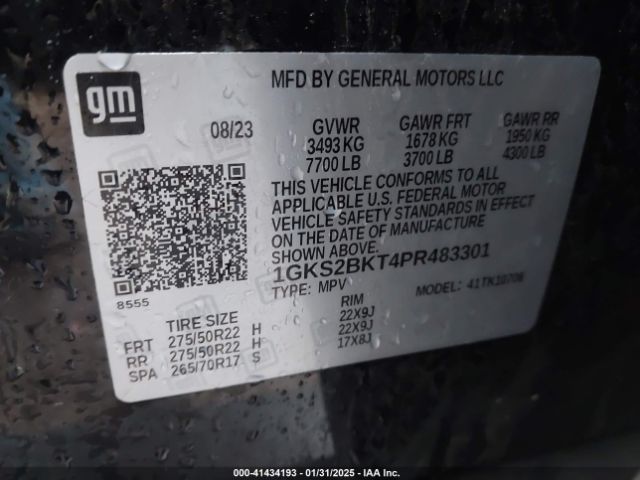 gm
MFD BY GENERAL MOTORS LLC
08/23 GVWR GAWR FRT GAWR RR
3493 KG 1678 KG 1950 KG
7700 LB 3700 LB 4300 LB
THIS VEHICLE CONFORMS TO ALL
APPLICABLE U.S. FEDERAL MOTOR
VEHICLE SAFETY STANDARDS IN EFFECT
ON THE DATE OF MANUFACTURE
SHOWN ABOVE.
1GKS2BKT4PR483301
TYPE: MPV MODEL: 41TK10706
8555
TIRE SIZE RIM
FRT 275/50R22 H 22X9J
RR 275/50R22 H 22X9J
SPA 265/70R17 S 17X8J
000-41434193 - 01/31/2025 - IAA Inc.